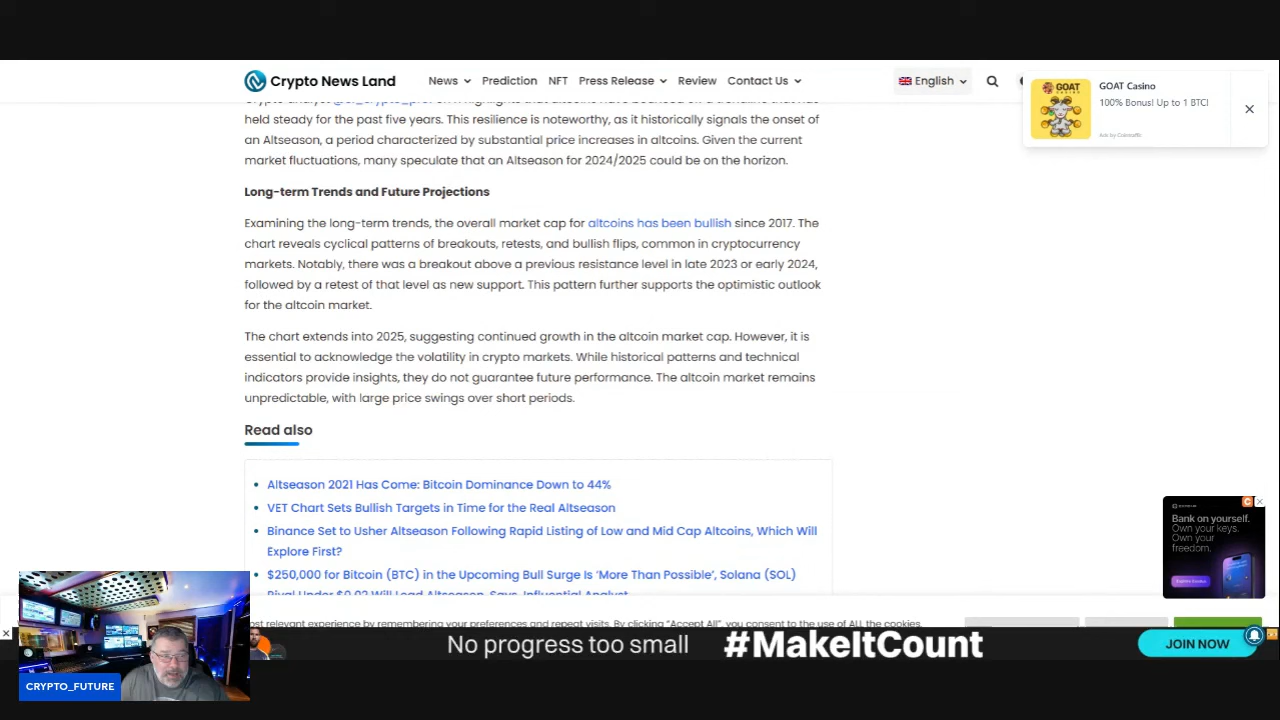 Crypto News Land
News
Prediction
NFT
Press Release
Review
Contact Us
English
GOAT Casino
100% Bonus! Up to 1 BTC!
Ads by Cointraffic
GOAT
held steady for the past five years. This resilience is noteworthy, as it historically signals the onset of
an Altseason, a period characterized by substantial price increases in altcoins. Given the current
market fluctuations, many speculate that an Altseason for 2024/2025 could be on the horizon.
Long-term Trends and Future Projections
Examining the long-term trends, the overall market cap for altcoins has been bullish since 2017. The
chart reveals cyclical patterns of breakouts, retests, and bullish flips, common in cryptocurrency
markets. Notably, there was a breakout above a previous resistance level in late 2023 or early 2024,
followed by a retest of that level as new support. This pattern further supports the optimistic outlook
for the altcoin market.
The chart extends into 2025, suggesting continued growth in the altcoin market cap. However, it is
essential to acknowledge the volatility in crypto markets. While historical patterns and technical
indicators provide insights, they do not guarantee future performance. The altcoin market remains
unpredictable, with large price swings over short periods.
Read also
Altseason 2021 Has Come: Bitcoin Dominance Down to 44%
VET Chart Sets Bullish Targets in Time for the Real Altseason
Binance Set to Usher Altseason Following Rapid Listing of Low and Mid Cap Altcoins, Which Will
Explore First?
$250,000 for Bitcoin (BTC) in the Upcoming Bull Surge Is ‘More Than Possible’, Solana (SOL)
Rival Under $0.02 Will Lead Altseason, Says, Influential Analyst
Bank on yourself.
Own your keys.
Own your
freedom.
most relevant experience by remembering your preferences and repeat visits. By clicking “Accept All”, you consent to the use of ALL the cookies.
No progress too small #MakeItCount
JOIN NOW
CRYPTO_FUTURE